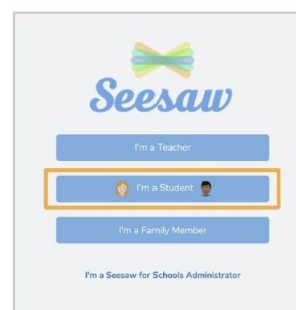 Seesaw
I'm a Teacher
I'm a Student
I'm a Family Member
I'm a Seesaw for Schools Administrator